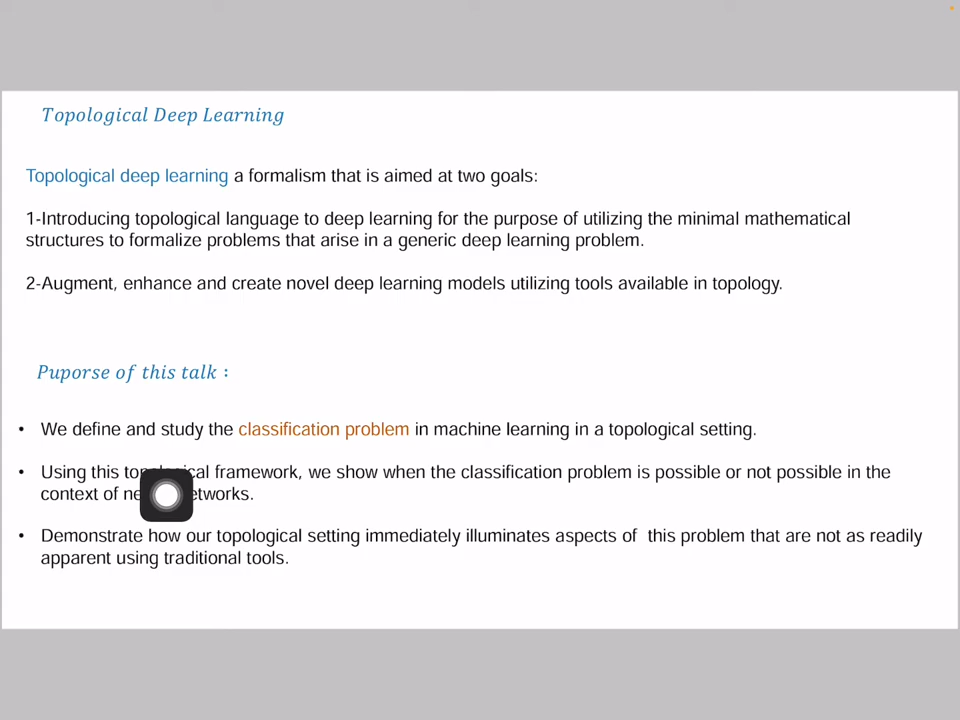 Topological Deep Learning
Topological deep learning a formalism that is aimed at two goals:
1-Introducing topological language to deep learning for the purpose of utilizing the minimal mathematical
structures to formalize problems that arise in a generic deep learning problem.
2-Augment, enhance and create novel deep learning models utilizing tools available in topology.
Puporse of this talk :
• We define and study the classification problem in machine learning in a topological setting.
• Using this topological framework, we show when the classification problem is possible or not possible in the
context of networks.
• Demonstrate how our topological setting immediately illuminates aspects of this problem that are not as readily
apparent using traditional tools.